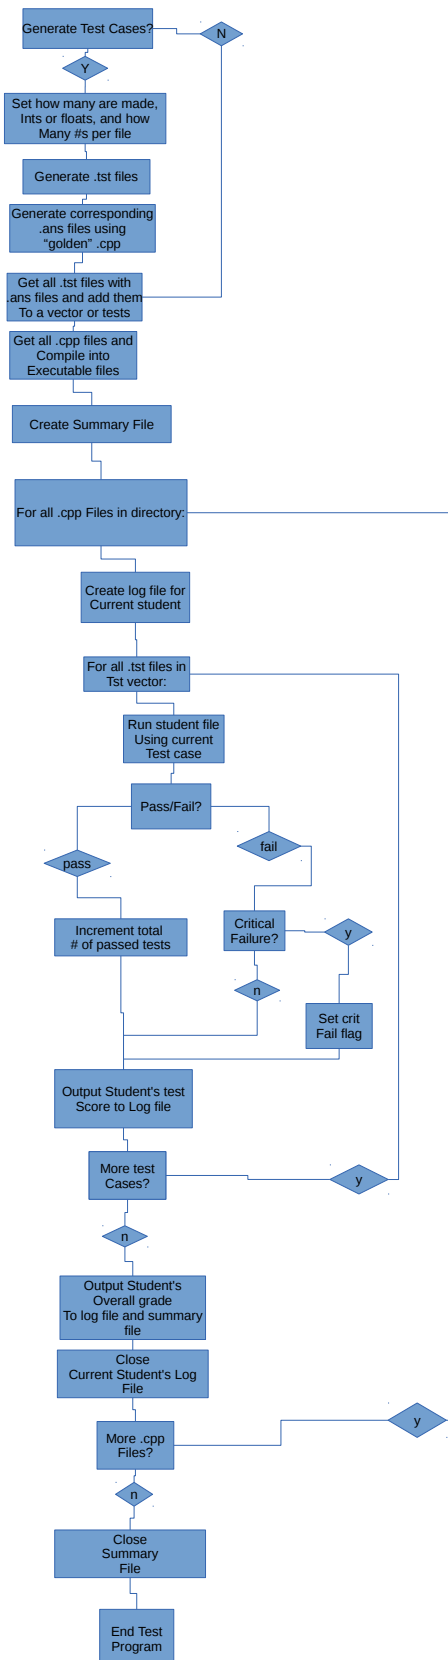 Generate Test Cases?
N
Y
Set how many are made,
Ints or floats, and how
Many #s per file
Generate .tst files
Generate corresponding
.ans files using
“golden” .cpp
Get all .tst files with
.ans files and add them
To a vector or tests
Get all .cpp files and
Compile into
Executable files
Create Summary File
For all .cpp Files in directory:
Create log file for
Current student
For all .tst files in
Tst vector:
Run student file
Using current
Test case
Pass/Fail?
pass
fail
Increment total
# of passed tests
Critical
Failure?
y
n
Set crit
Fail flag
Output Student's test
Score to Log file
More test
Cases?
y
n
Output Student's
Overall grade
To log file and summary
file
Close
Current Student's Log
File
More .cpp
Files?
y
n
Close
Summary
File
End Test
Program